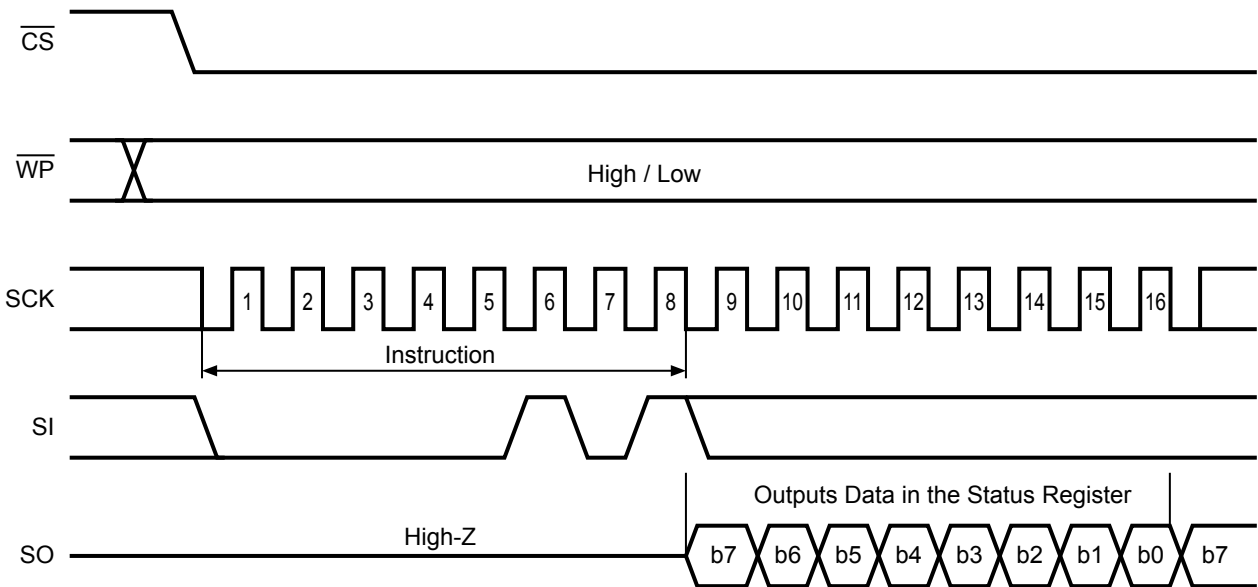 CS
WP
High / Low
SCK
1 2 3 4 5 6 7 8 9 10 11 12 13 14 15 16
Instruction
SI
Outputs Data in the Status Register
High-Z
SO
b7 b6 b5 b4 b3 b2 b1 b0 b7